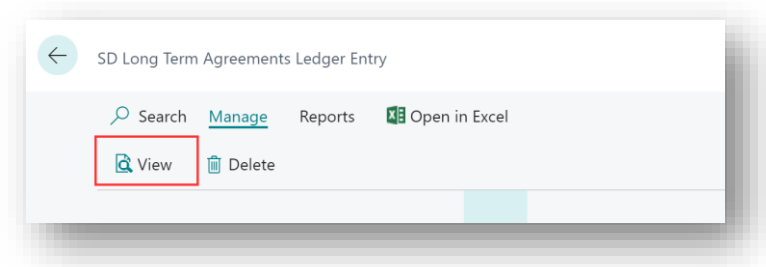 SD Long Term Agreements Ledger Entry
Search Manage Reports Open in Excel
View Delete